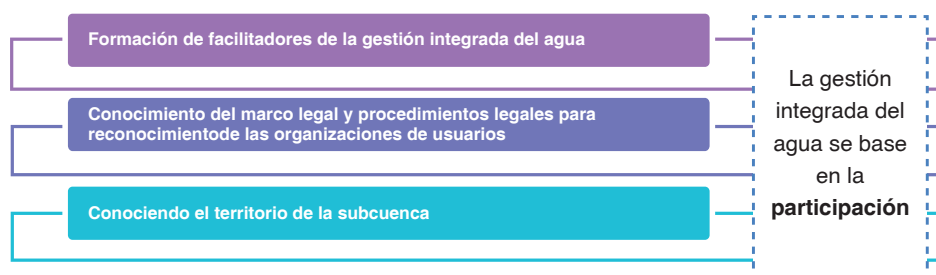 Formación de facilitadores de la gestión integrada del agua
Conocimiento del marco legal y procedimientos legales para
reconocimientode las organizaciones de usuarios
Conociendo el territorio de la subcuenca
La gestión
integrada del
agua se base
en la
participación